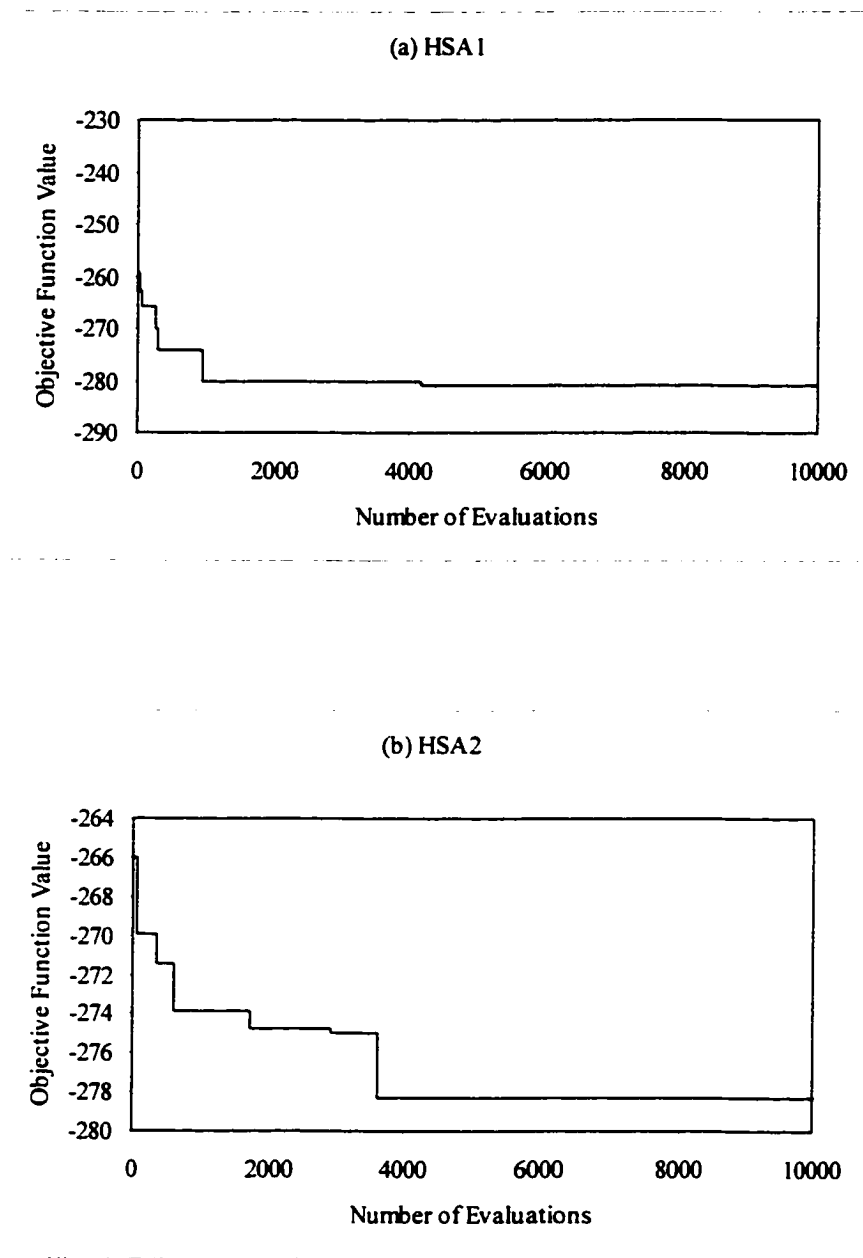 (a) HSA1
Objective Function Value
-230
-240
-250
-260
-270
-280
-290
0 2000 4000 6000 8000 10000
Number of Evaluations
(b) HSA2
Objective Function Value
-264
-266
-268
-270
-272
-274
-276
-278
-280
0 2000 4000 6000 8000 10000
Number of Evaluations